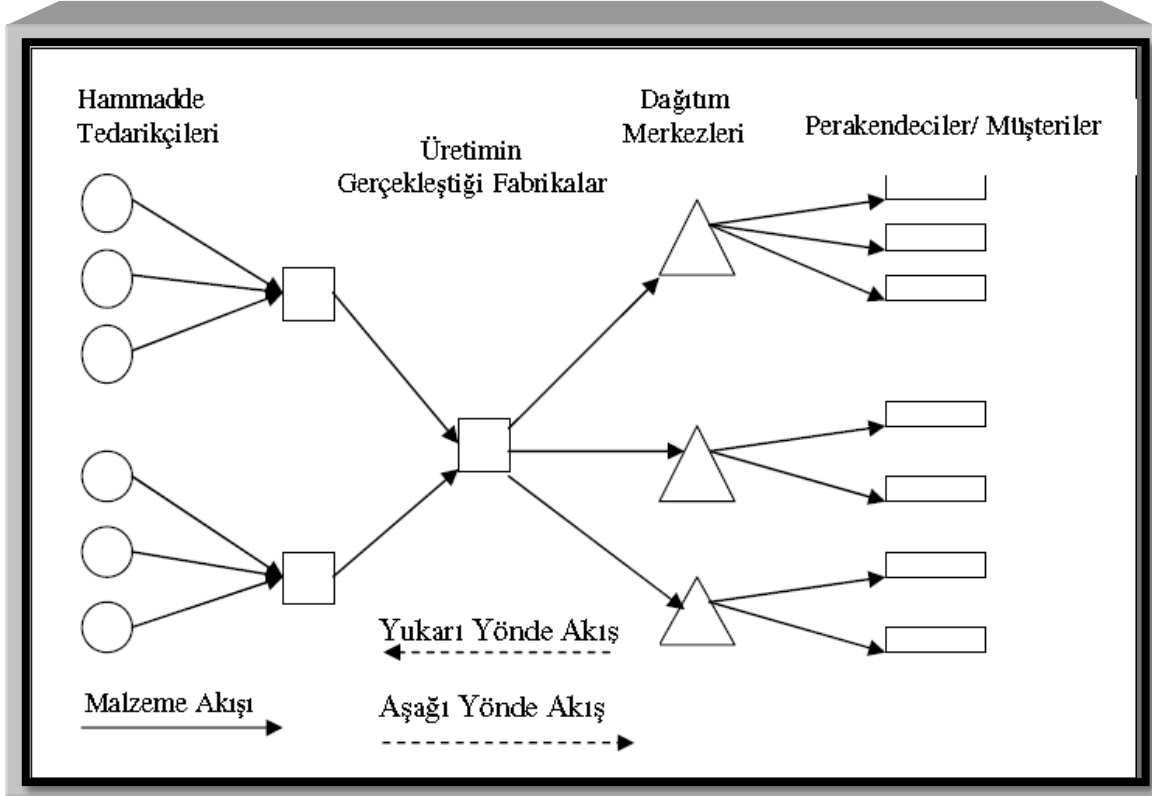 Hammadde
Tedarikçileri
Üretimin
Gerçekleştiği Fabrikalar
Dağıtım
Merkezleri
Perakendeciler/ Müşteriler
Yukarı Yönde Akış
Malzeme Akışı
Aşağı Yönde Akış